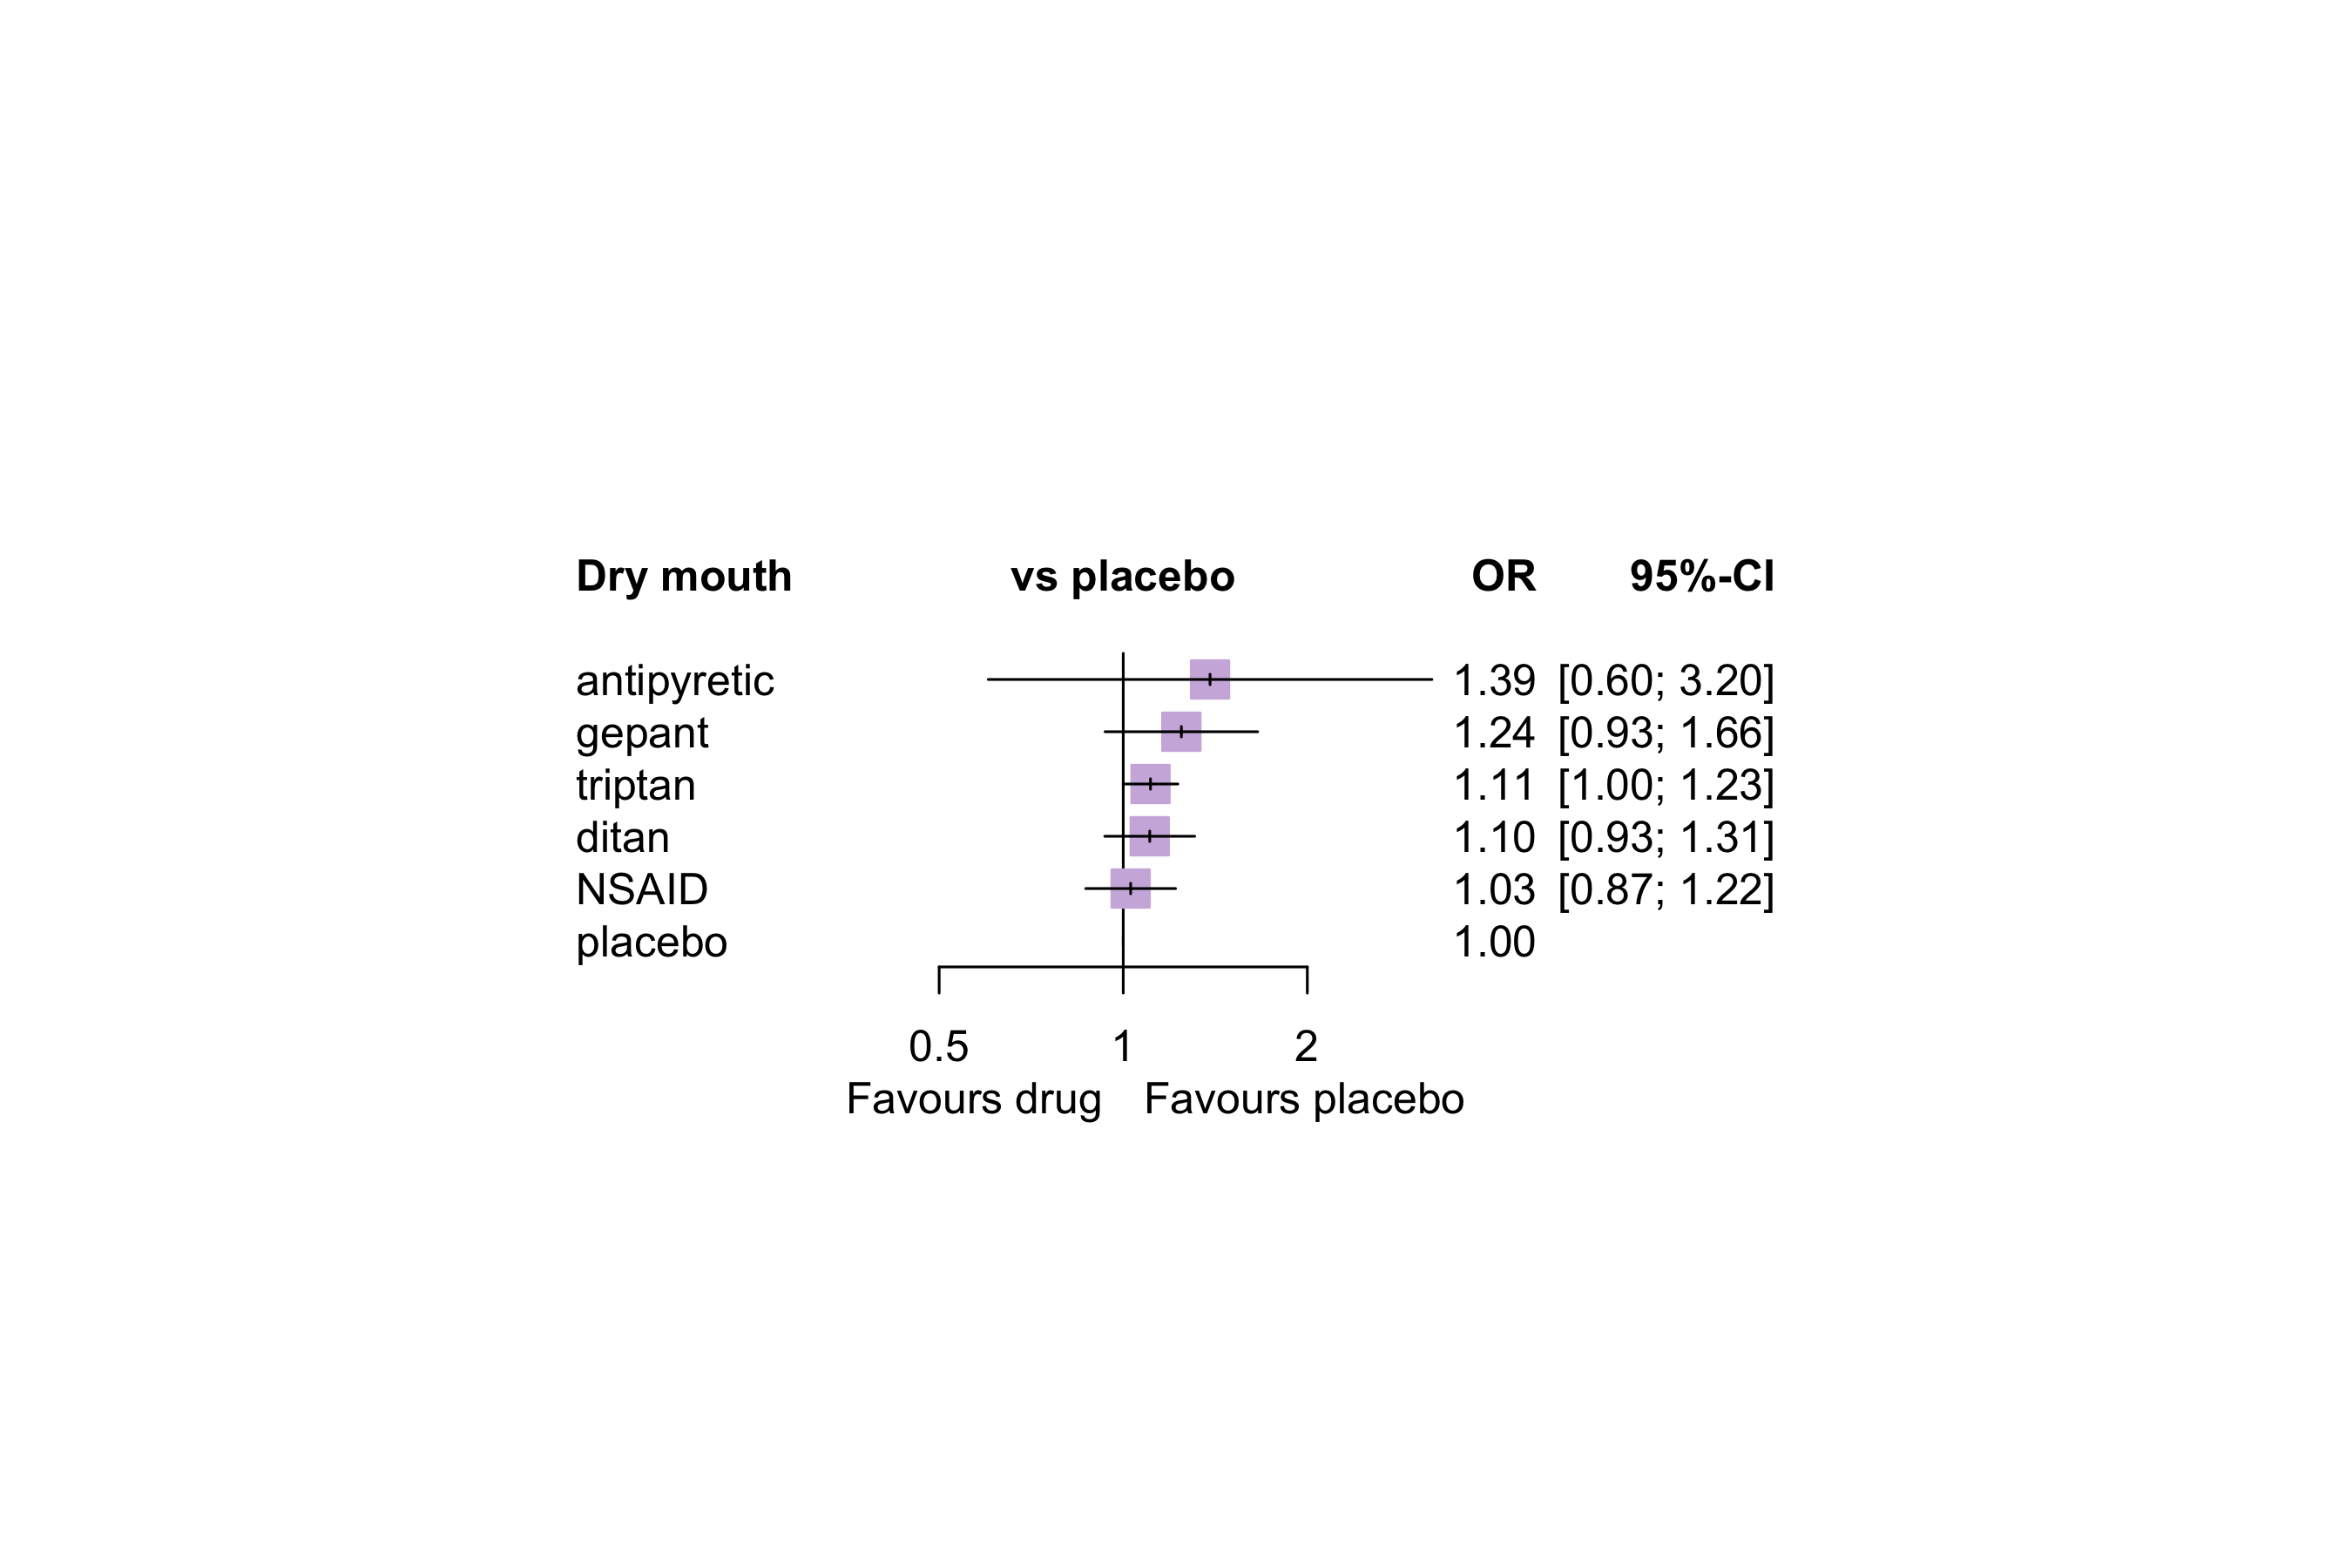 Dry mouth vs placebo OR 95%-CI
antipyretic 1.39 [0.60; 3.20]
gepant 1.24 [0.93; 1.66]
triptan 1.11 [1.00; 1.23]
ditan 1.10 [0.93; 1.31]
NSAID 1.03 [0.87; 1.22]
placebo 1.00
0.5 1 2
Favours drug Favours placebo